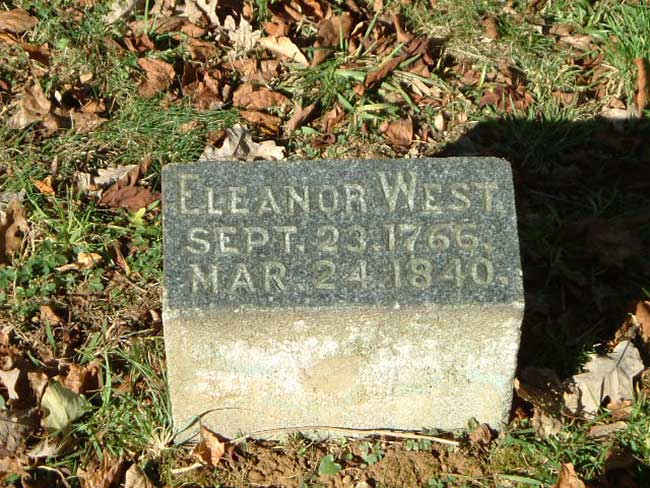 ELEANOR WEST.
SEPT. 23. 1766.
MAR. 24. 1840.